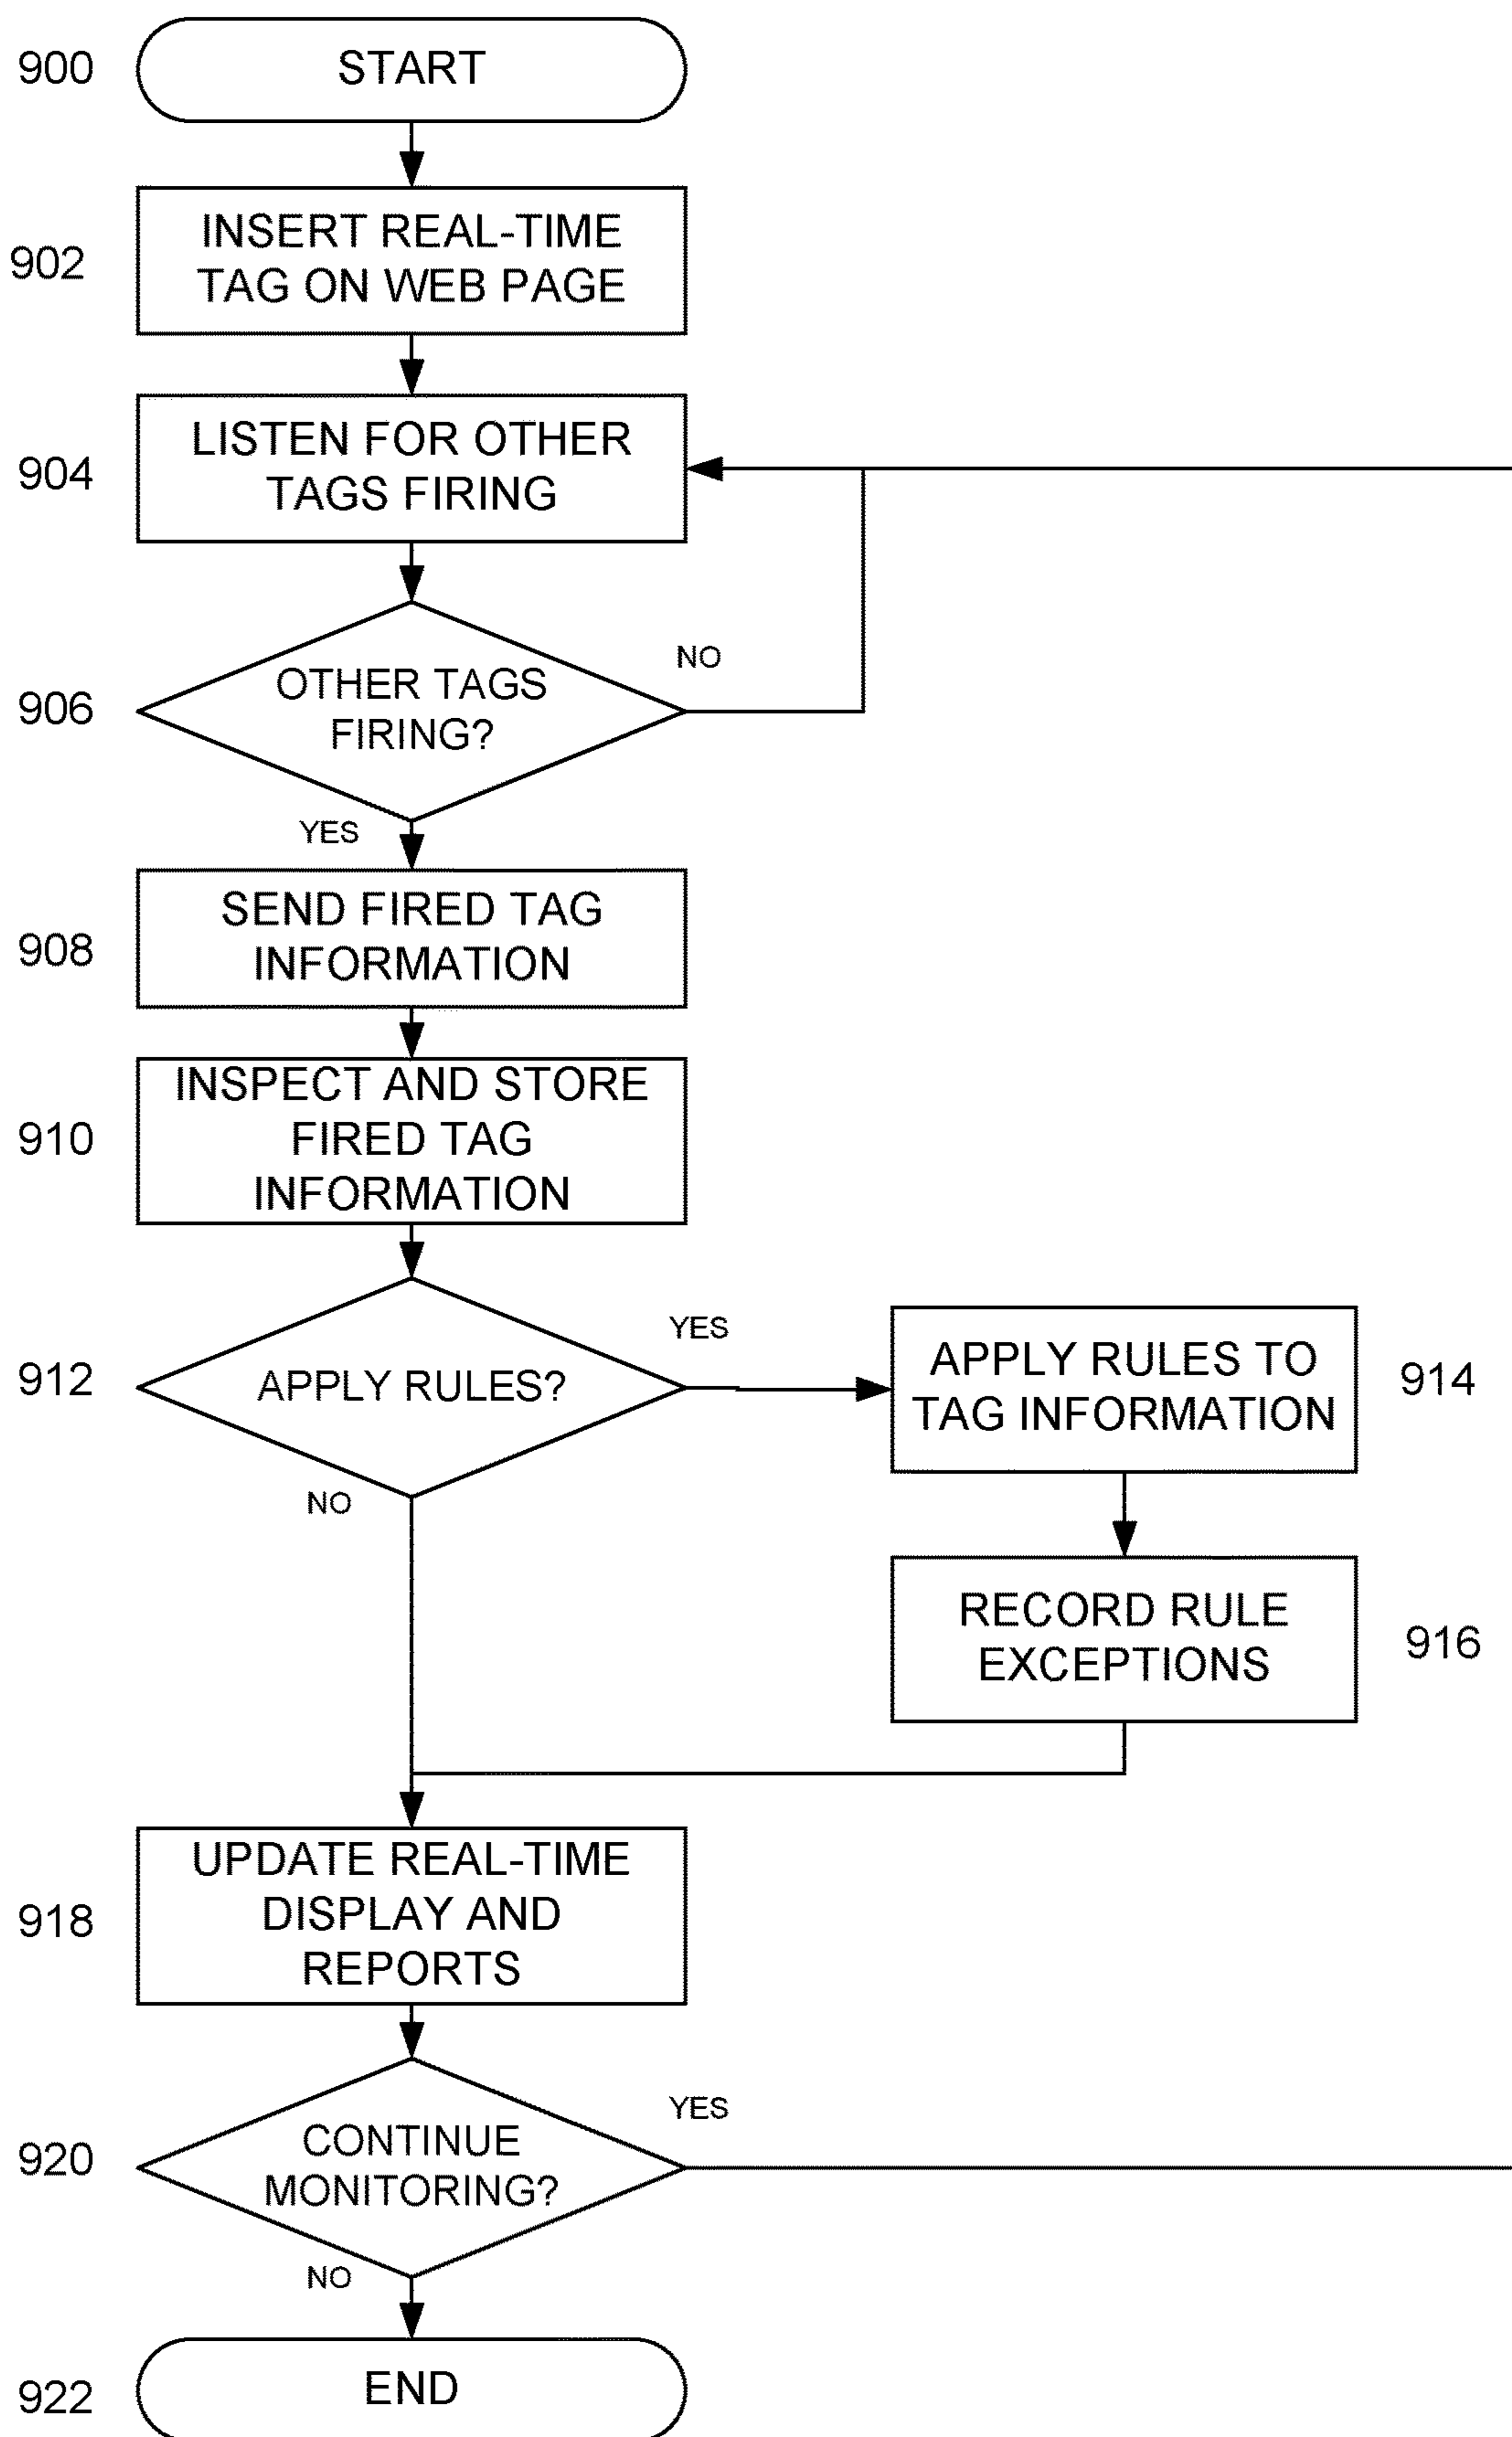 900
START
902
INSERT REAL-TIME
TAG ON WEB PAGE
904
LISTEN FOR OTHER
TAGS FIRING
906
OTHER TAGS
FIRING?
NO
YES
908
SEND FIRED TAG
INFORMATION
910
INSPECT AND STORE
FIRED TAG
INFORMATION
912
APPLY RULES?
YES
APPLY RULES TO
TAG INFORMATION
914
NO
RECORD RULE
EXCEPTIONS
916
918
UPDATE REAL-TIME
DISPLAY AND
REPORTS
920
CONTINUE
MONITORING?
YES
NO
922
END